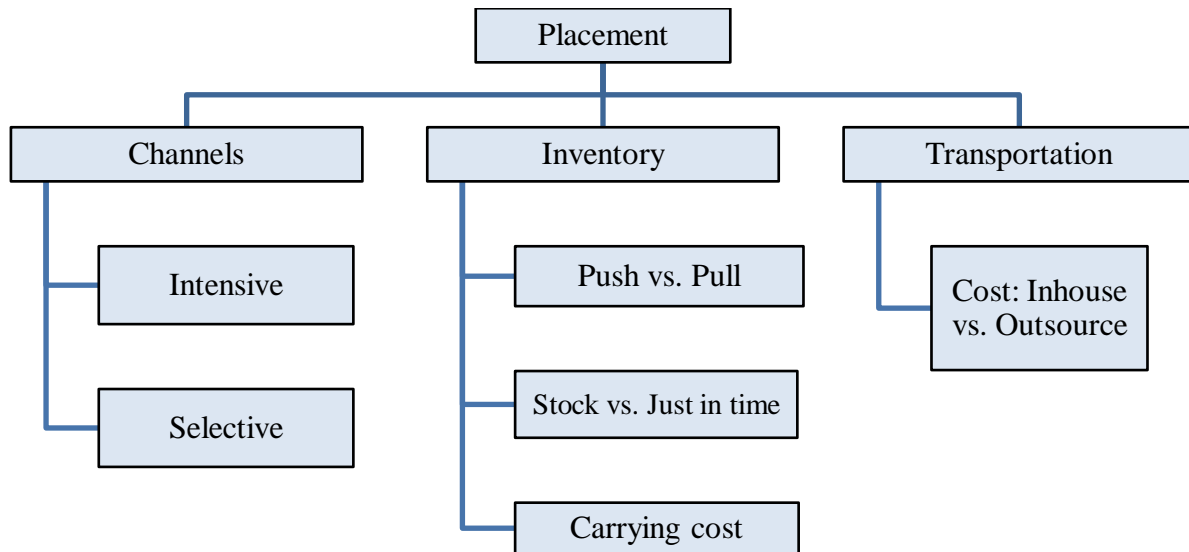 Placement
Channels
Inventory
Transportation
Intensive
Selective
Push vs. Pull
Stock vs. Just in time
Carrying cost
Cost: Inhouse
vs. Outsource